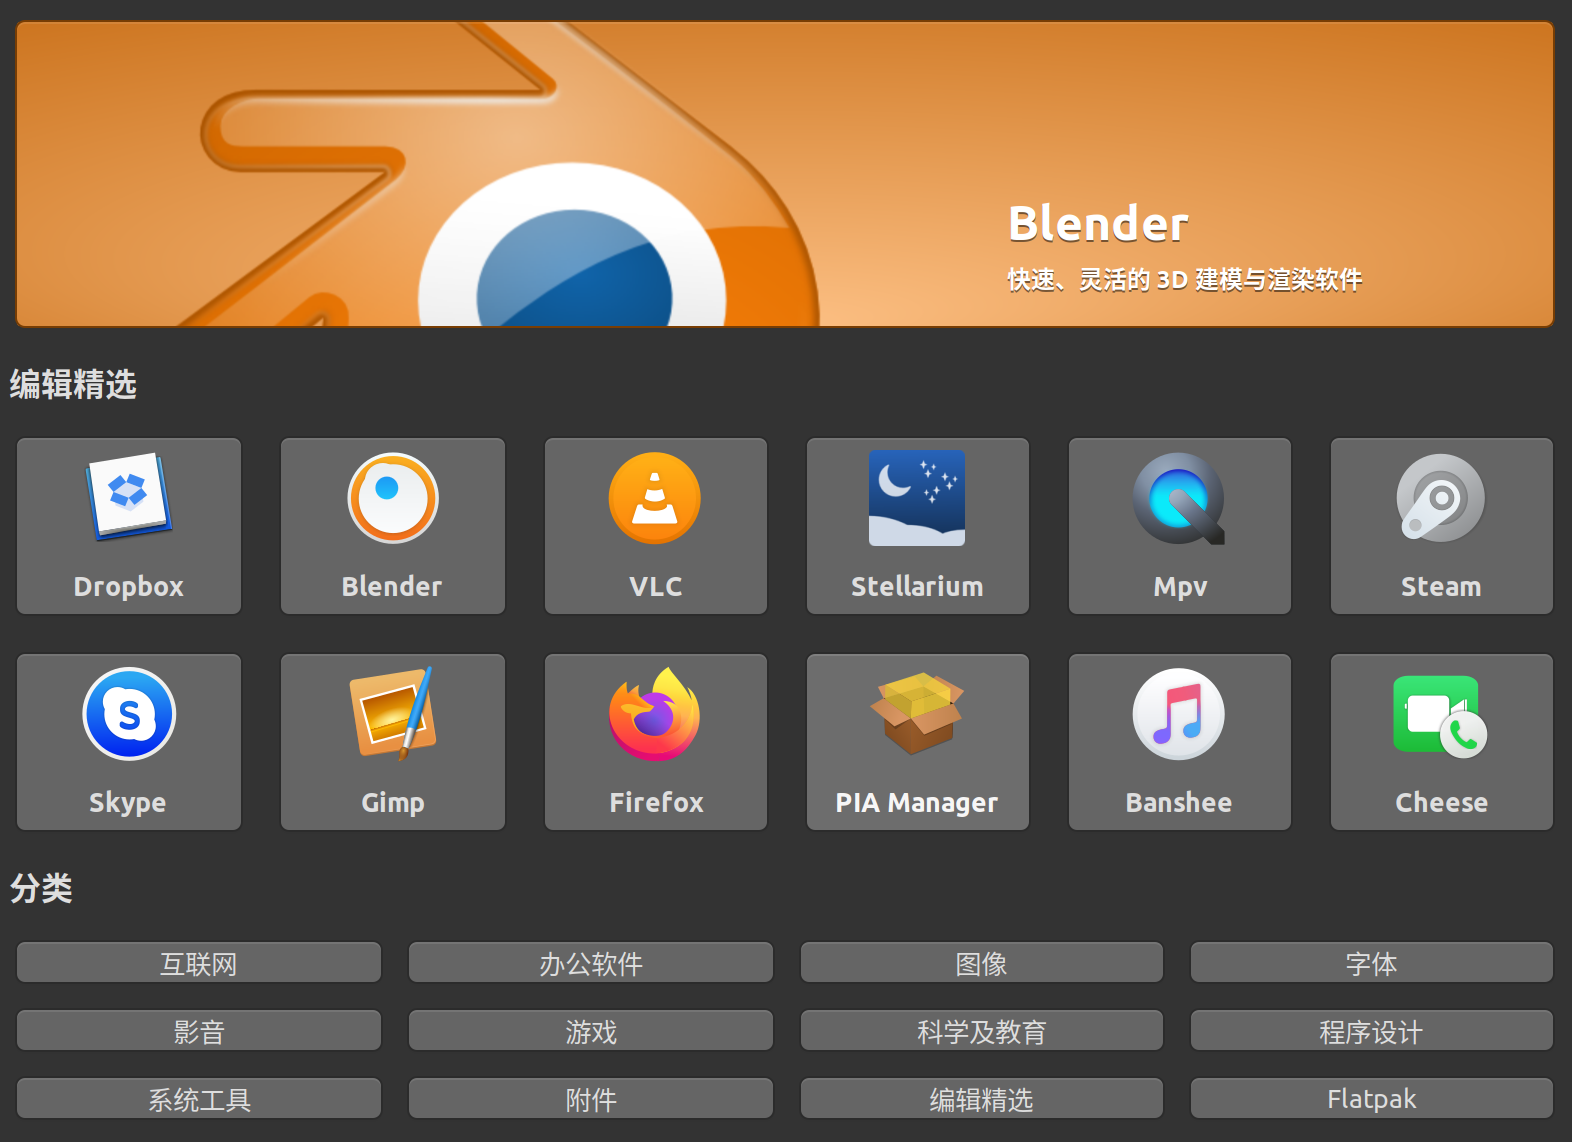 Blender
快速、灵活的 3D 建模与渲染软件
编辑精选
Dropbox
Blender
VLC
Stellarium
Mpv
Steam
Skype
Gimp
Firefox
PIA Manager
Banshee
Cheese
分类
互联网
办公软件
图像
字体
影音
游戏
科学及教育
程序设计
系统工具
附件
编辑精选
Flatpak